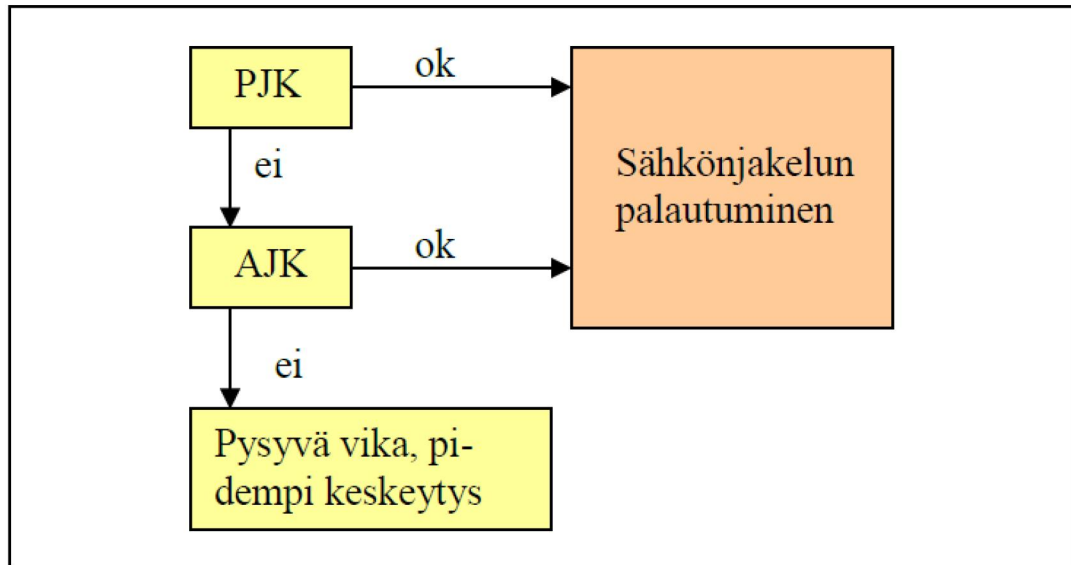 PJK
ok
ei
Sähkönjakelun
palautuminen
AJK
ok
ei
Pysyvä vika, pi-
dempi keskeytys